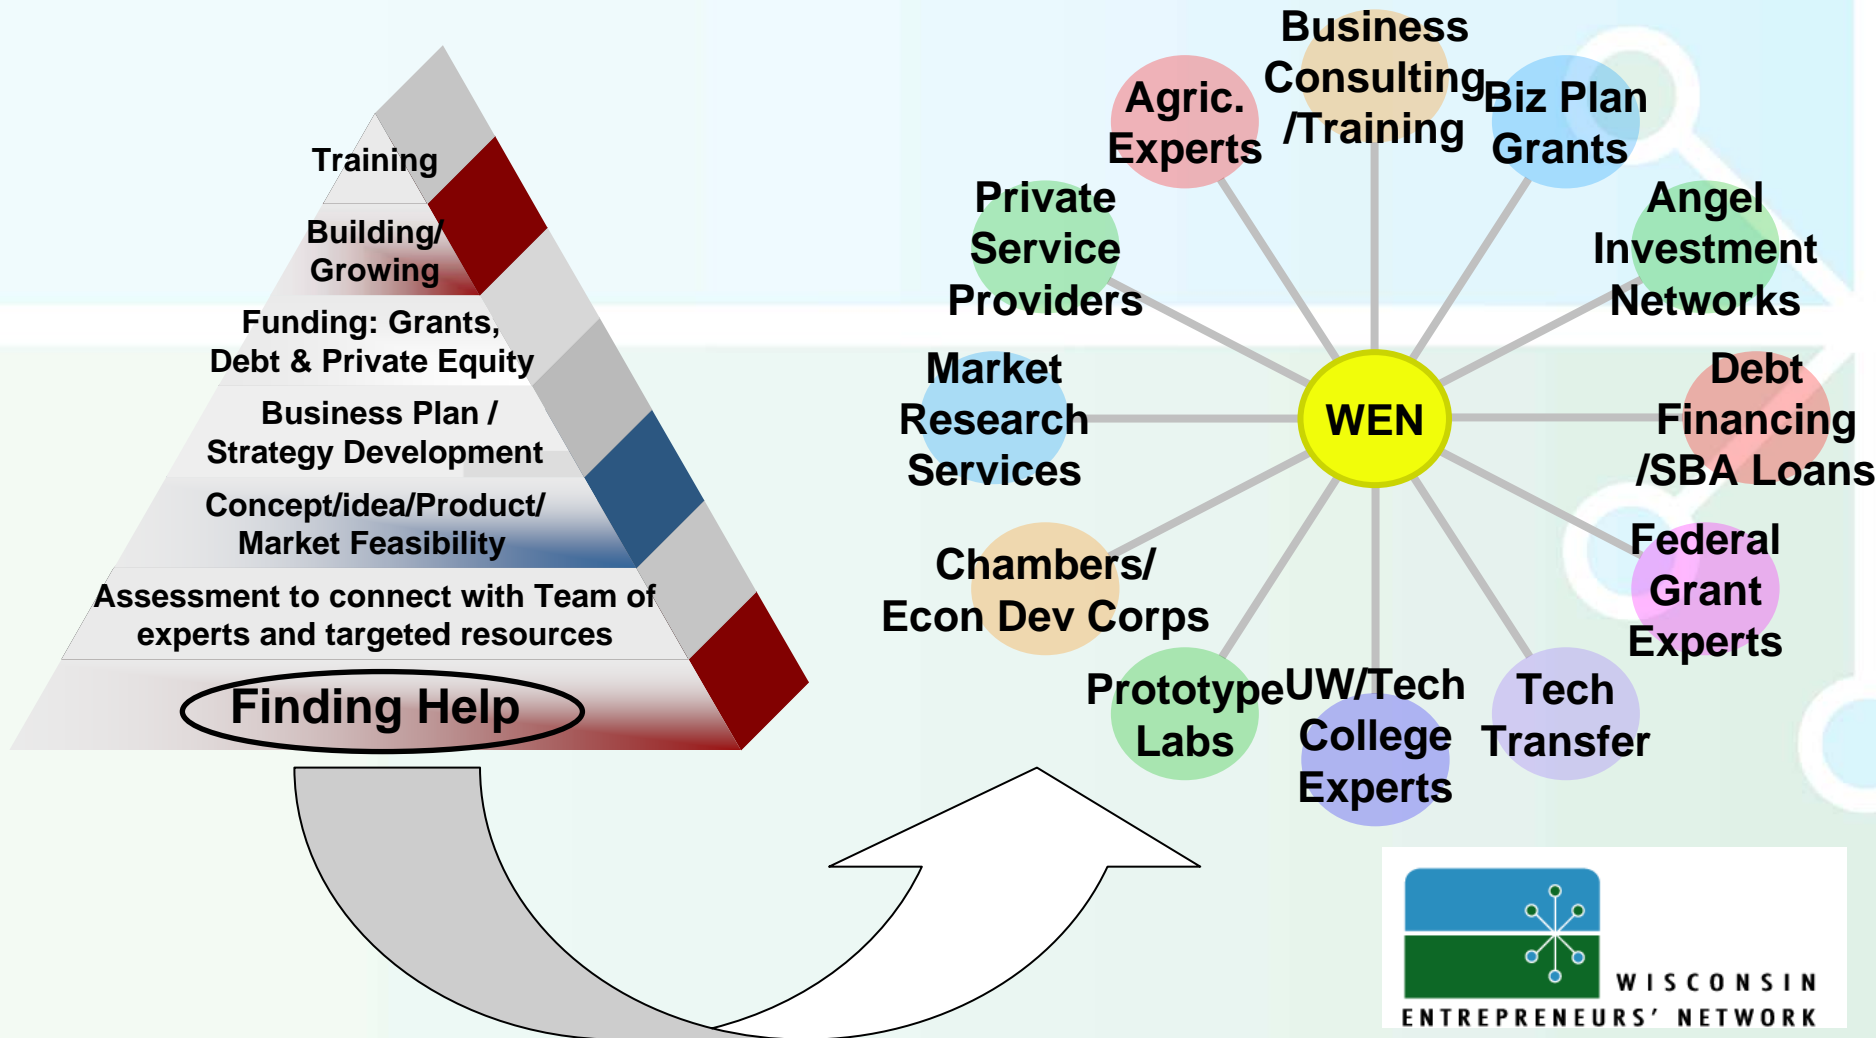 Training
Building/
Growing
Funding: Grants,
Debt & Private Equity
Business Plan /
Strategy Development
Concept/idea/Product/
Market Feasibility
Assessment to connect with Team of
experts and targeted resources
Finding Help
Business
Consulting
/Training
Biz Plan
Grants
Angel
Investment
Networks
Debt
Financing
/SBA Loans
Federal
Grant
Experts
Tech
Transfer
UW/Tech
College
Experts
Prototype
Labs
Chambers/
Econ Dev Corps
Market
Research
Services
Private
Service
Providers
Agric.
Experts
WEN
WISCONSIN
ENTREPRENEURS' NETWORK